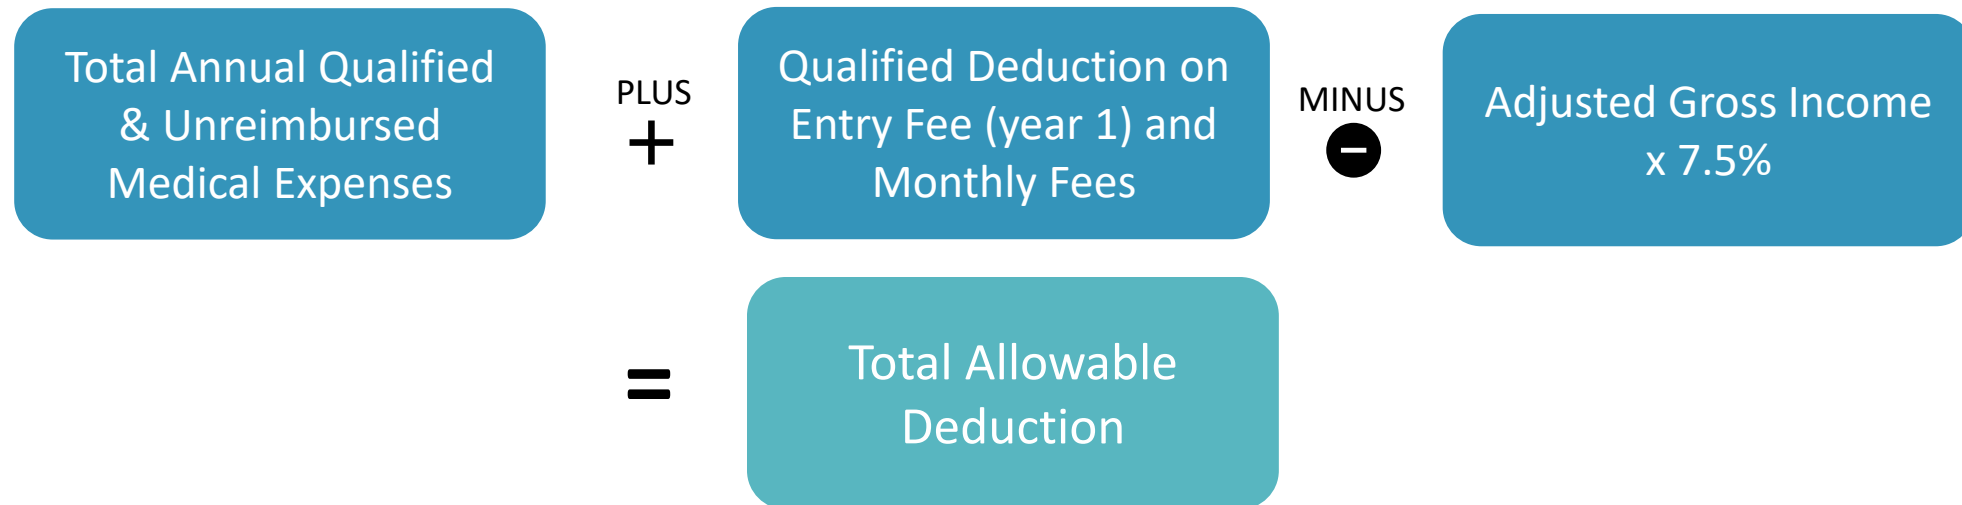 Total Annual Qualified
& Unreimbursed
Medical Expenses
PLUS
+
Qualified Deduction on
Entry Fee (year 1) and
Monthly Fees
MINUS
−
Adjusted Gross Income
x 7.5%
=
Total Allowable
Deduction